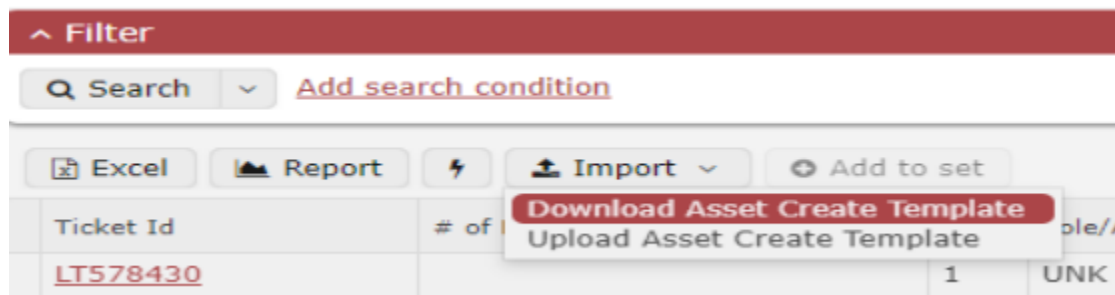 Filter
Search Add search condition
Excel Report Import Add to set
Download Asset Create Template
Upload Asset Create Template
Ticket Id # of
LT578430 1 UNK